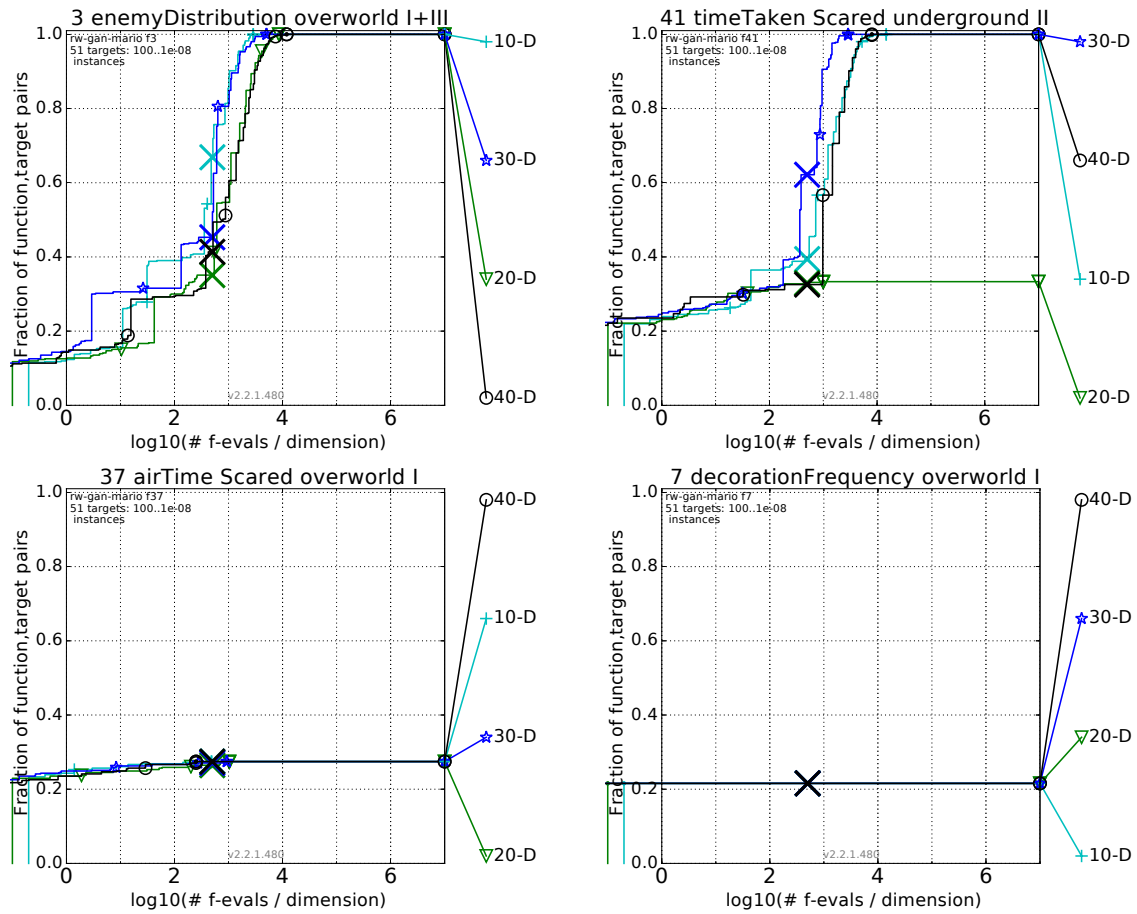 3 enemyDistribution overworld I+III
rw-gan-mario f3
51 targets: 100..1e-08
instances
Fraction of function,target pairs
1.0
0.8
0.6
0.4
0.2
0.0
0
2
4
6
log10(# f-evals / dimension)
v2.2.1.480
10-D
30-D
20-D
40-D
41 timeTaken Scared underground II
rw-gan-mario f41
51 targets: 100..1e-08
instances
Fraction of function,target pairs
1.0
0.8
0.6
0.4
0.2
0.0
0
2
4
6
log10(# f-evals / dimension)
v2.2.1.480
30-D
40-D
10-D
20-D
37 airTime Scared overworld I
rw-gan-mario f37
51 targets: 100..1e-08
instances
Fraction of function,target pairs
1.0
0.8
0.6
0.4
0.2
0.0
0
2
4
6
log10(# f-evals / dimension)
v2.2.1.480
40-D
10-D
30-D
20-D
7 decorationFrequency overworld I
rw-gan-mario f7
51 targets: 100..1e-08
instances
Fraction of function,target pairs
1.0
0.8
0.6
0.4
0.2
0.0
0
2
4
6
log10(# f-evals / dimension)
v2.2.1.480
40-D
30-D
20-D
10-D